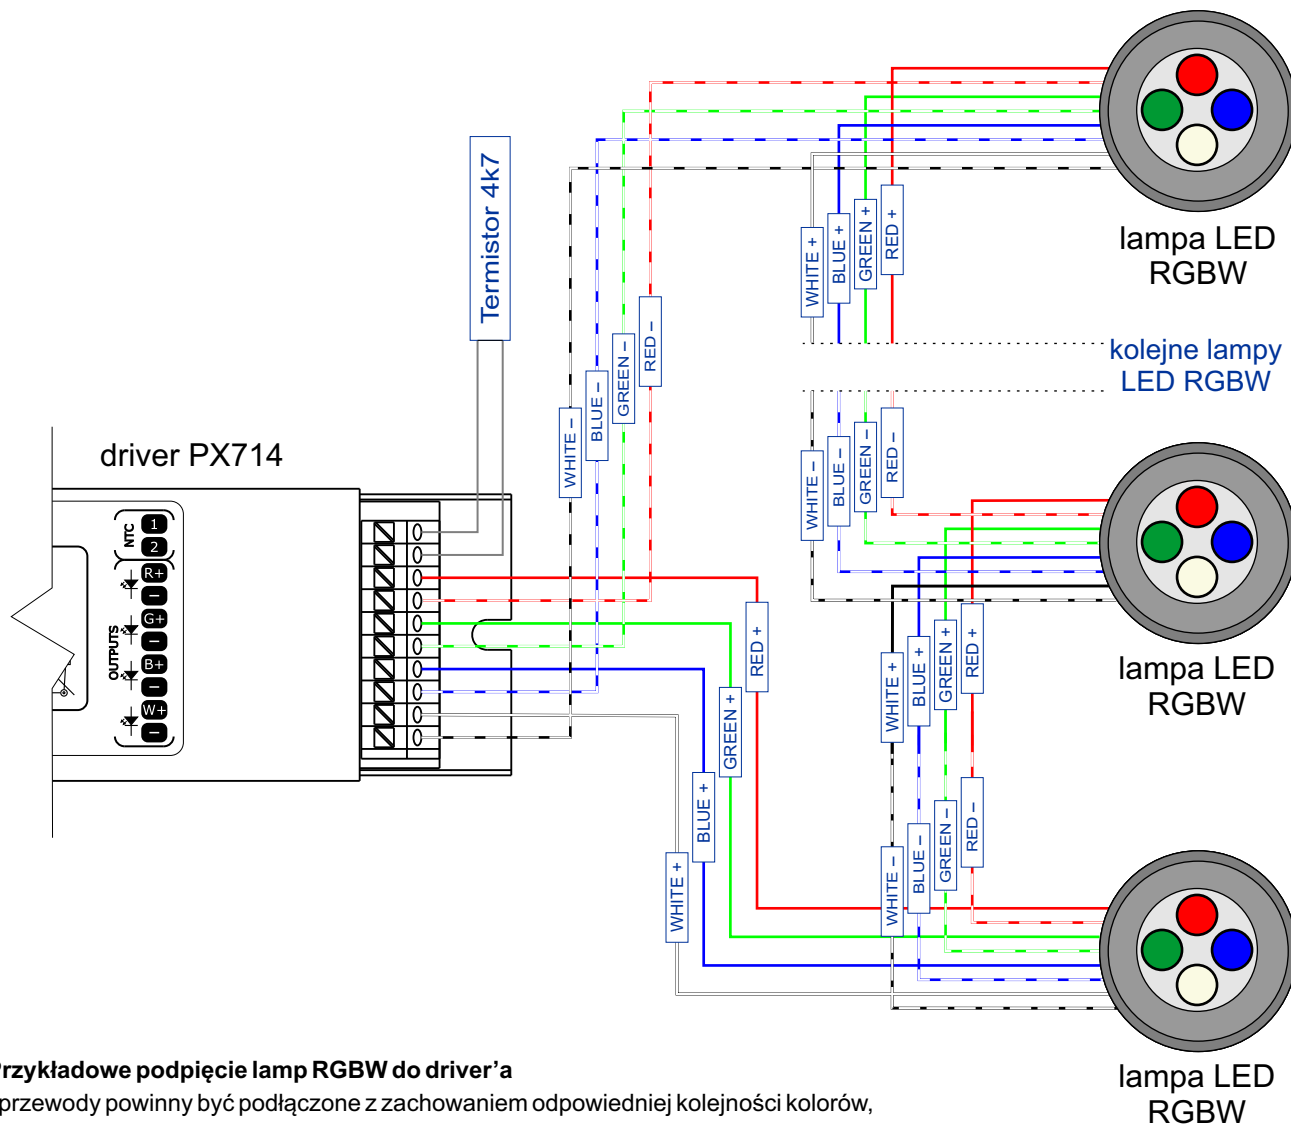 lampa LED
RGBW
Termistor 4k7
WHITE +
BLUE +
GREEN +
RED +
WHITE –
BLUE –
GREEN –
RED –
kolejne lampy
LED RGBW
driver PX714
NTC
1
2
OUTPUTS
R+
–
G+
–
B+
–
W+
–
WHITE –
BLUE –
GREEN –
RED –
lampa LED
RGBW
RED +
GREEN +
BLUE +
WHITE +
WHITE +
BLUE +
GREEN +
RED +
WHITE –
BLUE –
GREEN –
RED –
lampa LED
RGBW
Przykładowe podpięcie lamp RGBW do driver’a
przewody powinny być podłączone z zachowaniem odpowiedniej kolejności kolorów,